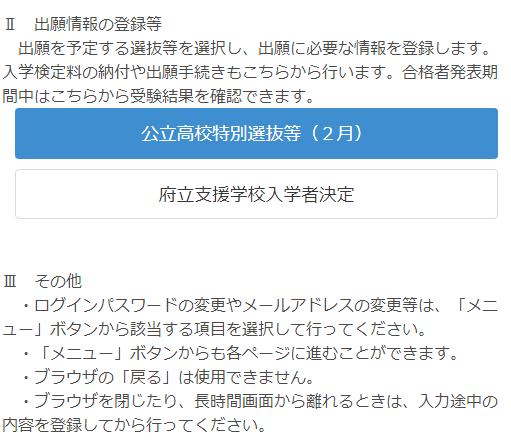 Ⅱ　出願情報の登録等
　出願を予定する選抜等を選択し、出願に必要な情報を登録します。
入学検定料の納付や出願手続きもこちらから行います。合格者発表期
間中はこちらから受験結果を確認できます。
公立高校特別選抜等（２月）
府立支援学校入学者決定
Ⅲ　その他
　・ログインパスワードの変更やメールアドレスの変更等は、「メニ
ュー」ボタンから該当する項目を選択して行ってください。
　・「メニュー」ボタンからも各ページに進むことができます。
　・ブラウザの「戻る」は使用できません。
　・ブラウザを閉じたり、長時間画面から離れるときは、入力途中の
内容を登録してから行ってください。